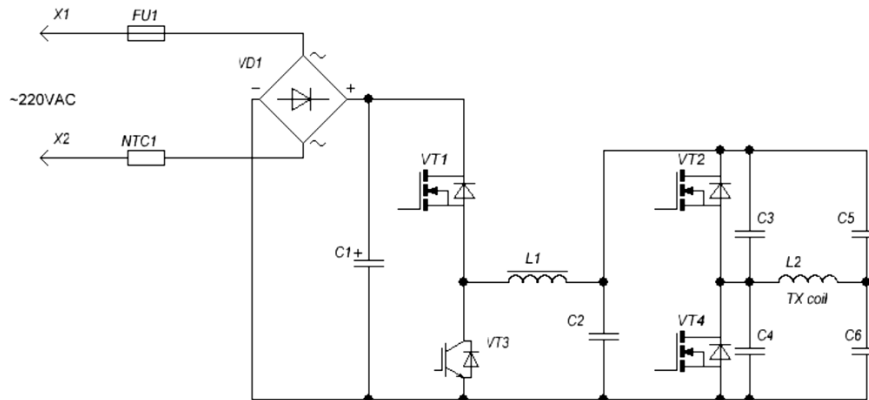 X1
FU1
VD1
~
−
+
~220VAC
X2
NTC1
~
VT1
VT2
C3
C5
C1
+
L1
L2
TX coil
C2
VT3
VT4
C4
C6